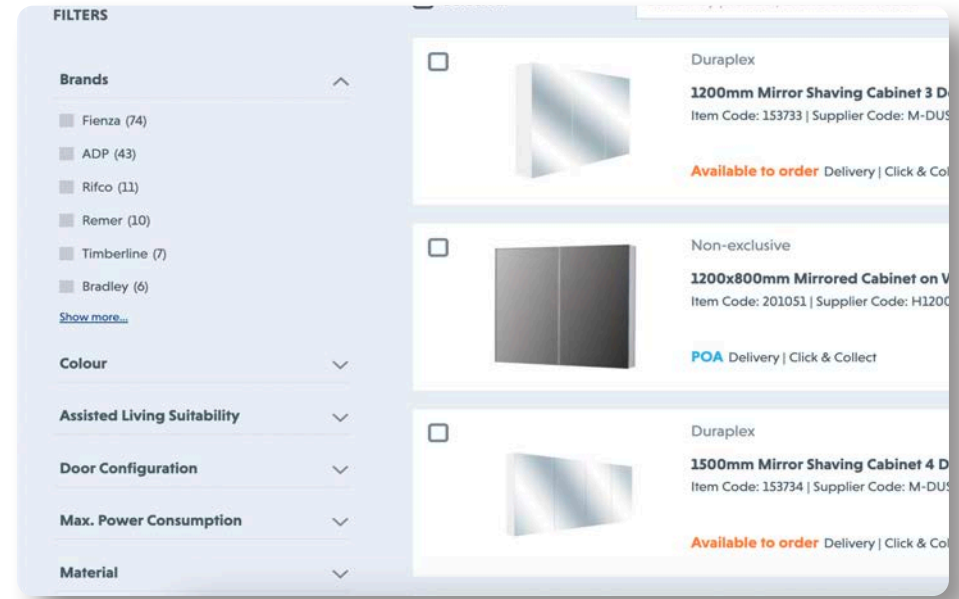 FILTERS
Brands
Fienza (74)
ADP (43)
Rifco (11)
Remer (10)
Timberline (7)
Bradley (6)
Show more...
Colour
Assisted Living Suitability
Door Configuration
Max. Power Consumption
Material
Duraplex
1200mm Mirror Shaving Cabinet 3 D
Item Code: 153733 | Supplier Code: M-DUS
Available to order Delivery | Click & Col
Non-exclusive
1200x800mm Mirrored Cabinet on
Item Code: 201051 | Supplier Code: H1200
POA Delivery | Click & Collect
Duraplex
1500mm Mirror Shaving Cabinet 4 D
Item Code: 153734 | Supplier Code: M-DUS
Available to order Delivery | Click & Col